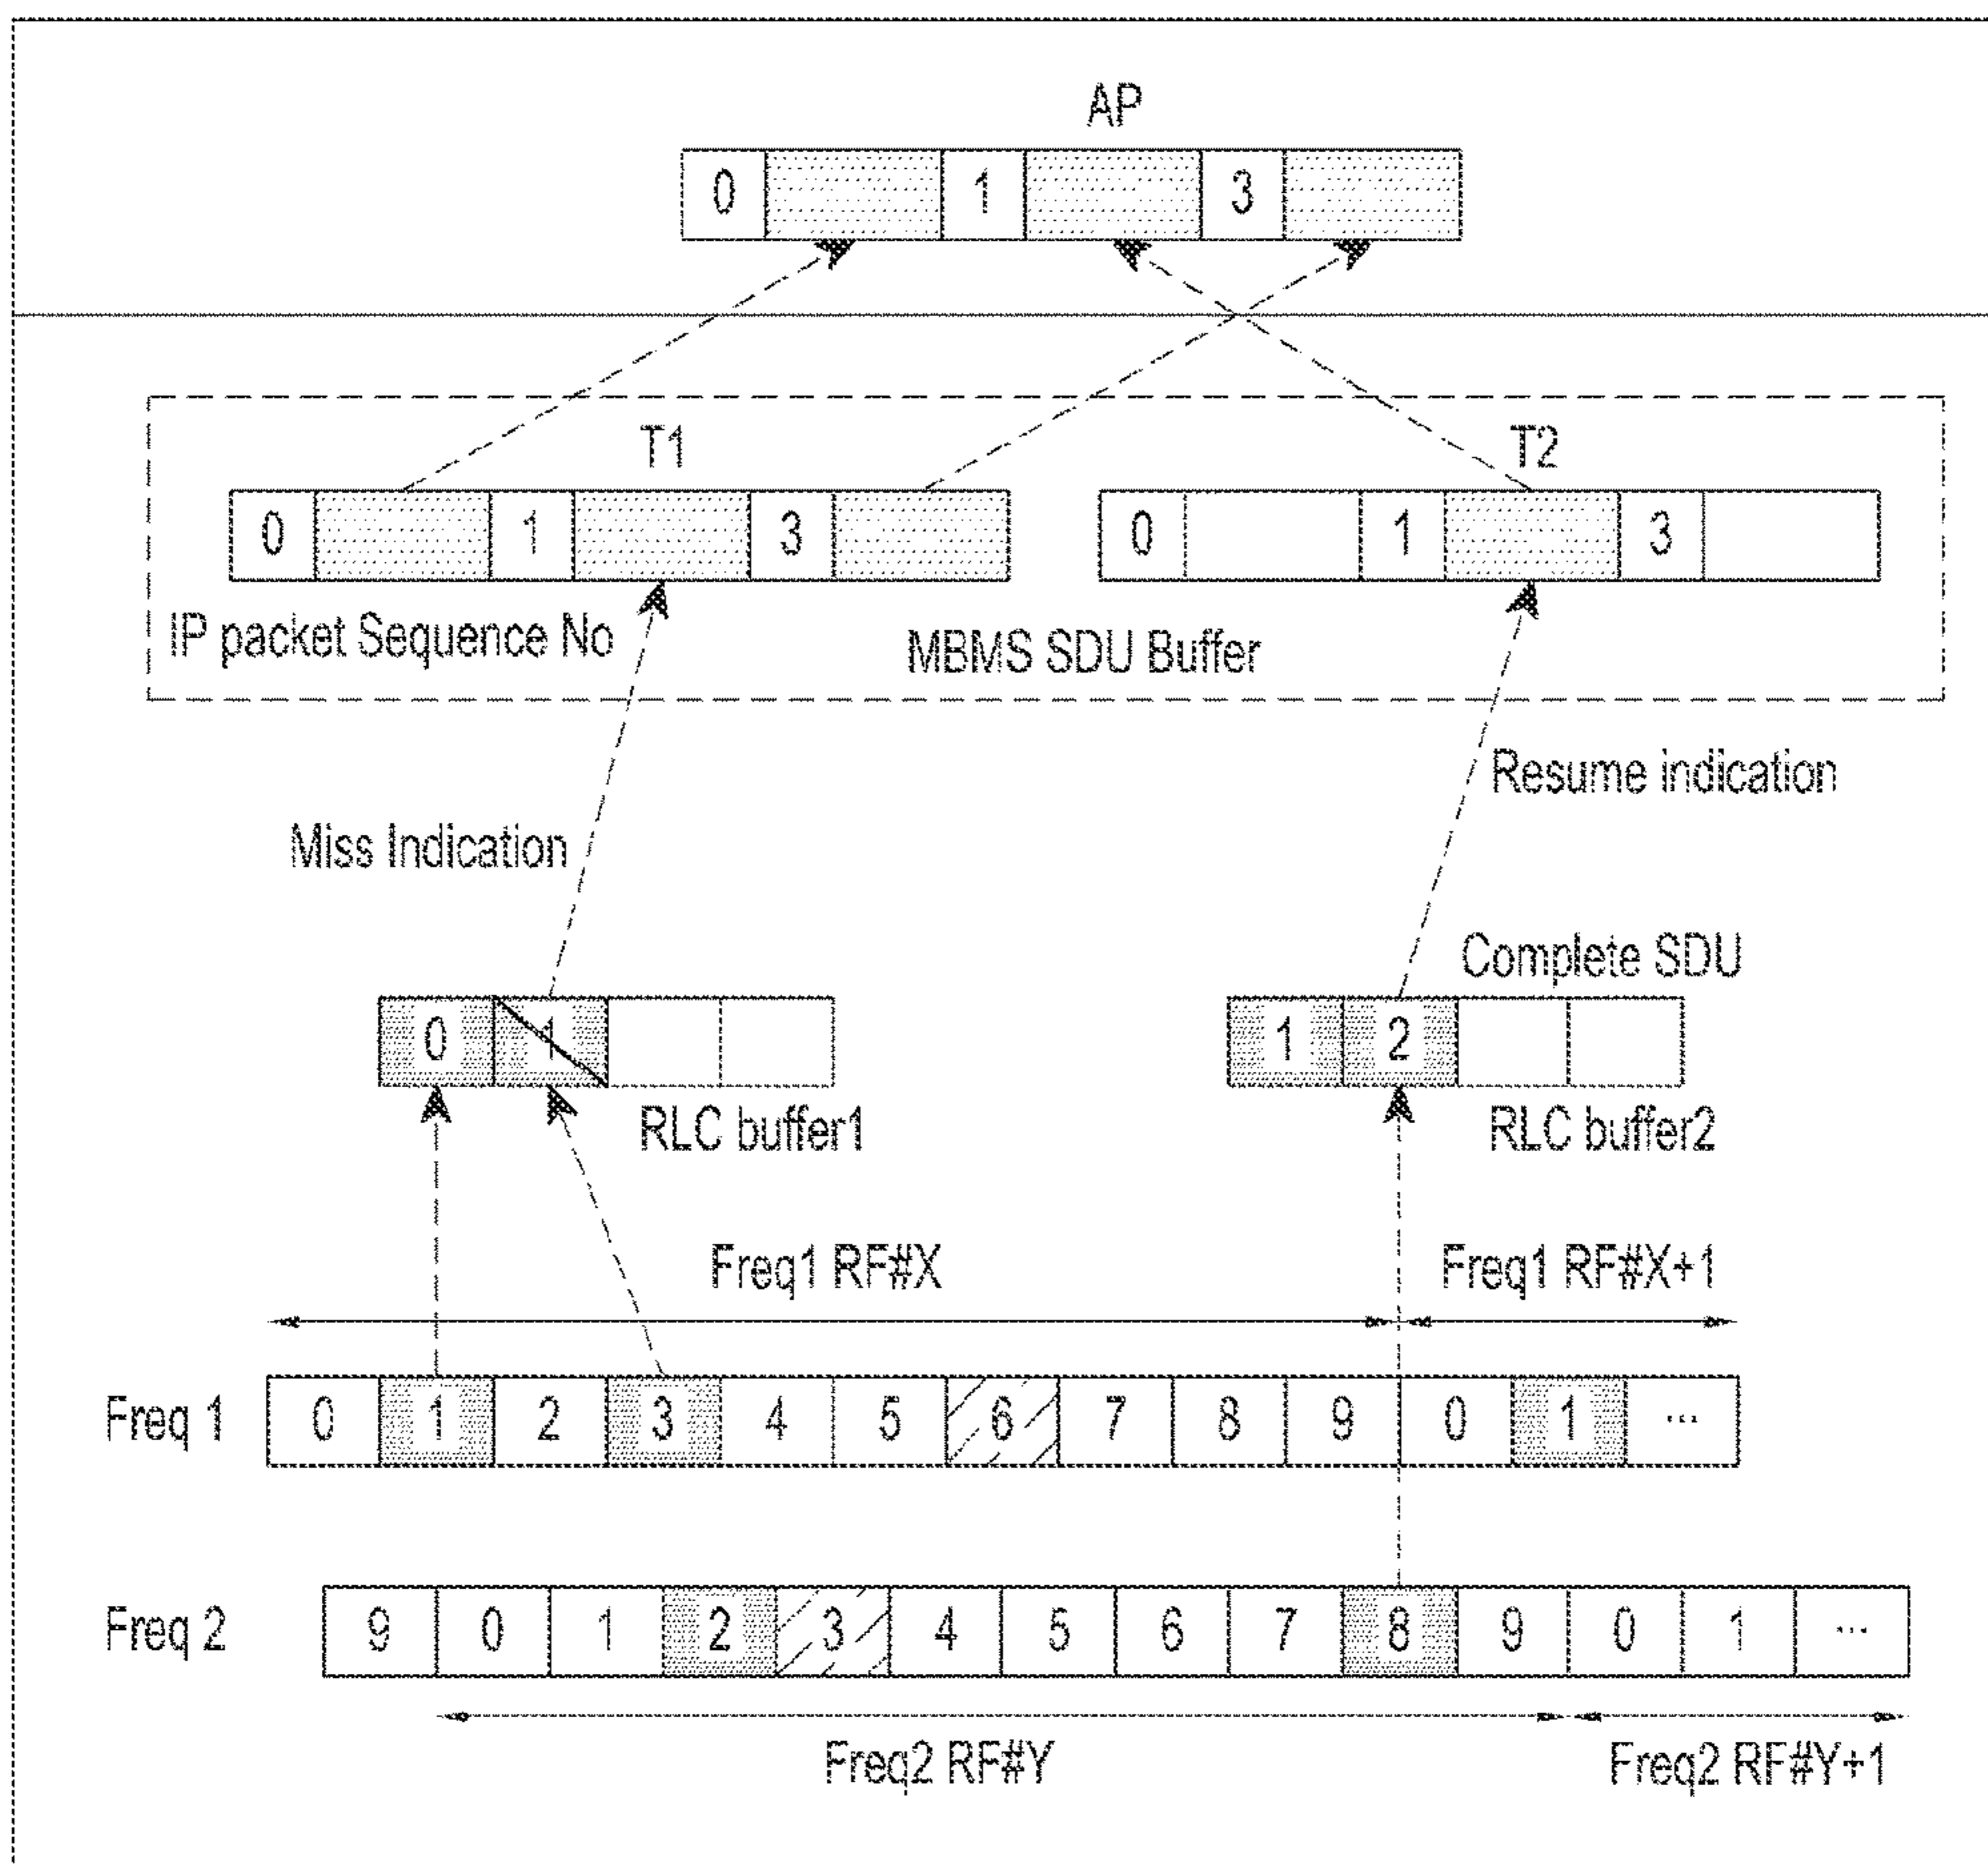 AP
0 1 3
T1 T2
0 1 3 0 1 3
IP packet Sequence No MBMS SDU Buffer
Resume indication
Miss Indication
Complete SDU
0 1 1 2
RLC buffer1 RLC buffer2
Freq1 RF#X Freq1 RF#X+1
Freq 1 0 1 2 3 4 5 6 7 8 9 0 1 ...
Freq 2 9 0 1 2 3 4 5 6 7 8 9 0 1 ...
Freq2 RF#Y Freq2 RF#Y+1